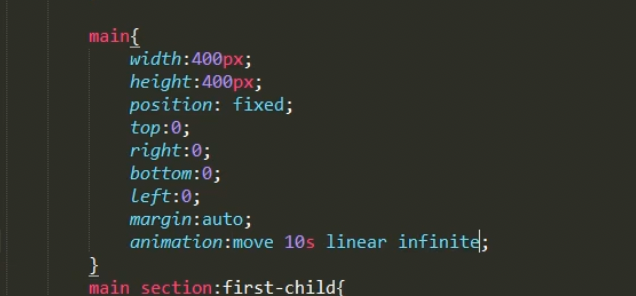 main{
width:400px;
height:400px;
position: fixed;
top:0;
right:0;
bottom:0;
left:0;
margin:auto;
animation:move 10s linear infinite;
}
main section:first-child{